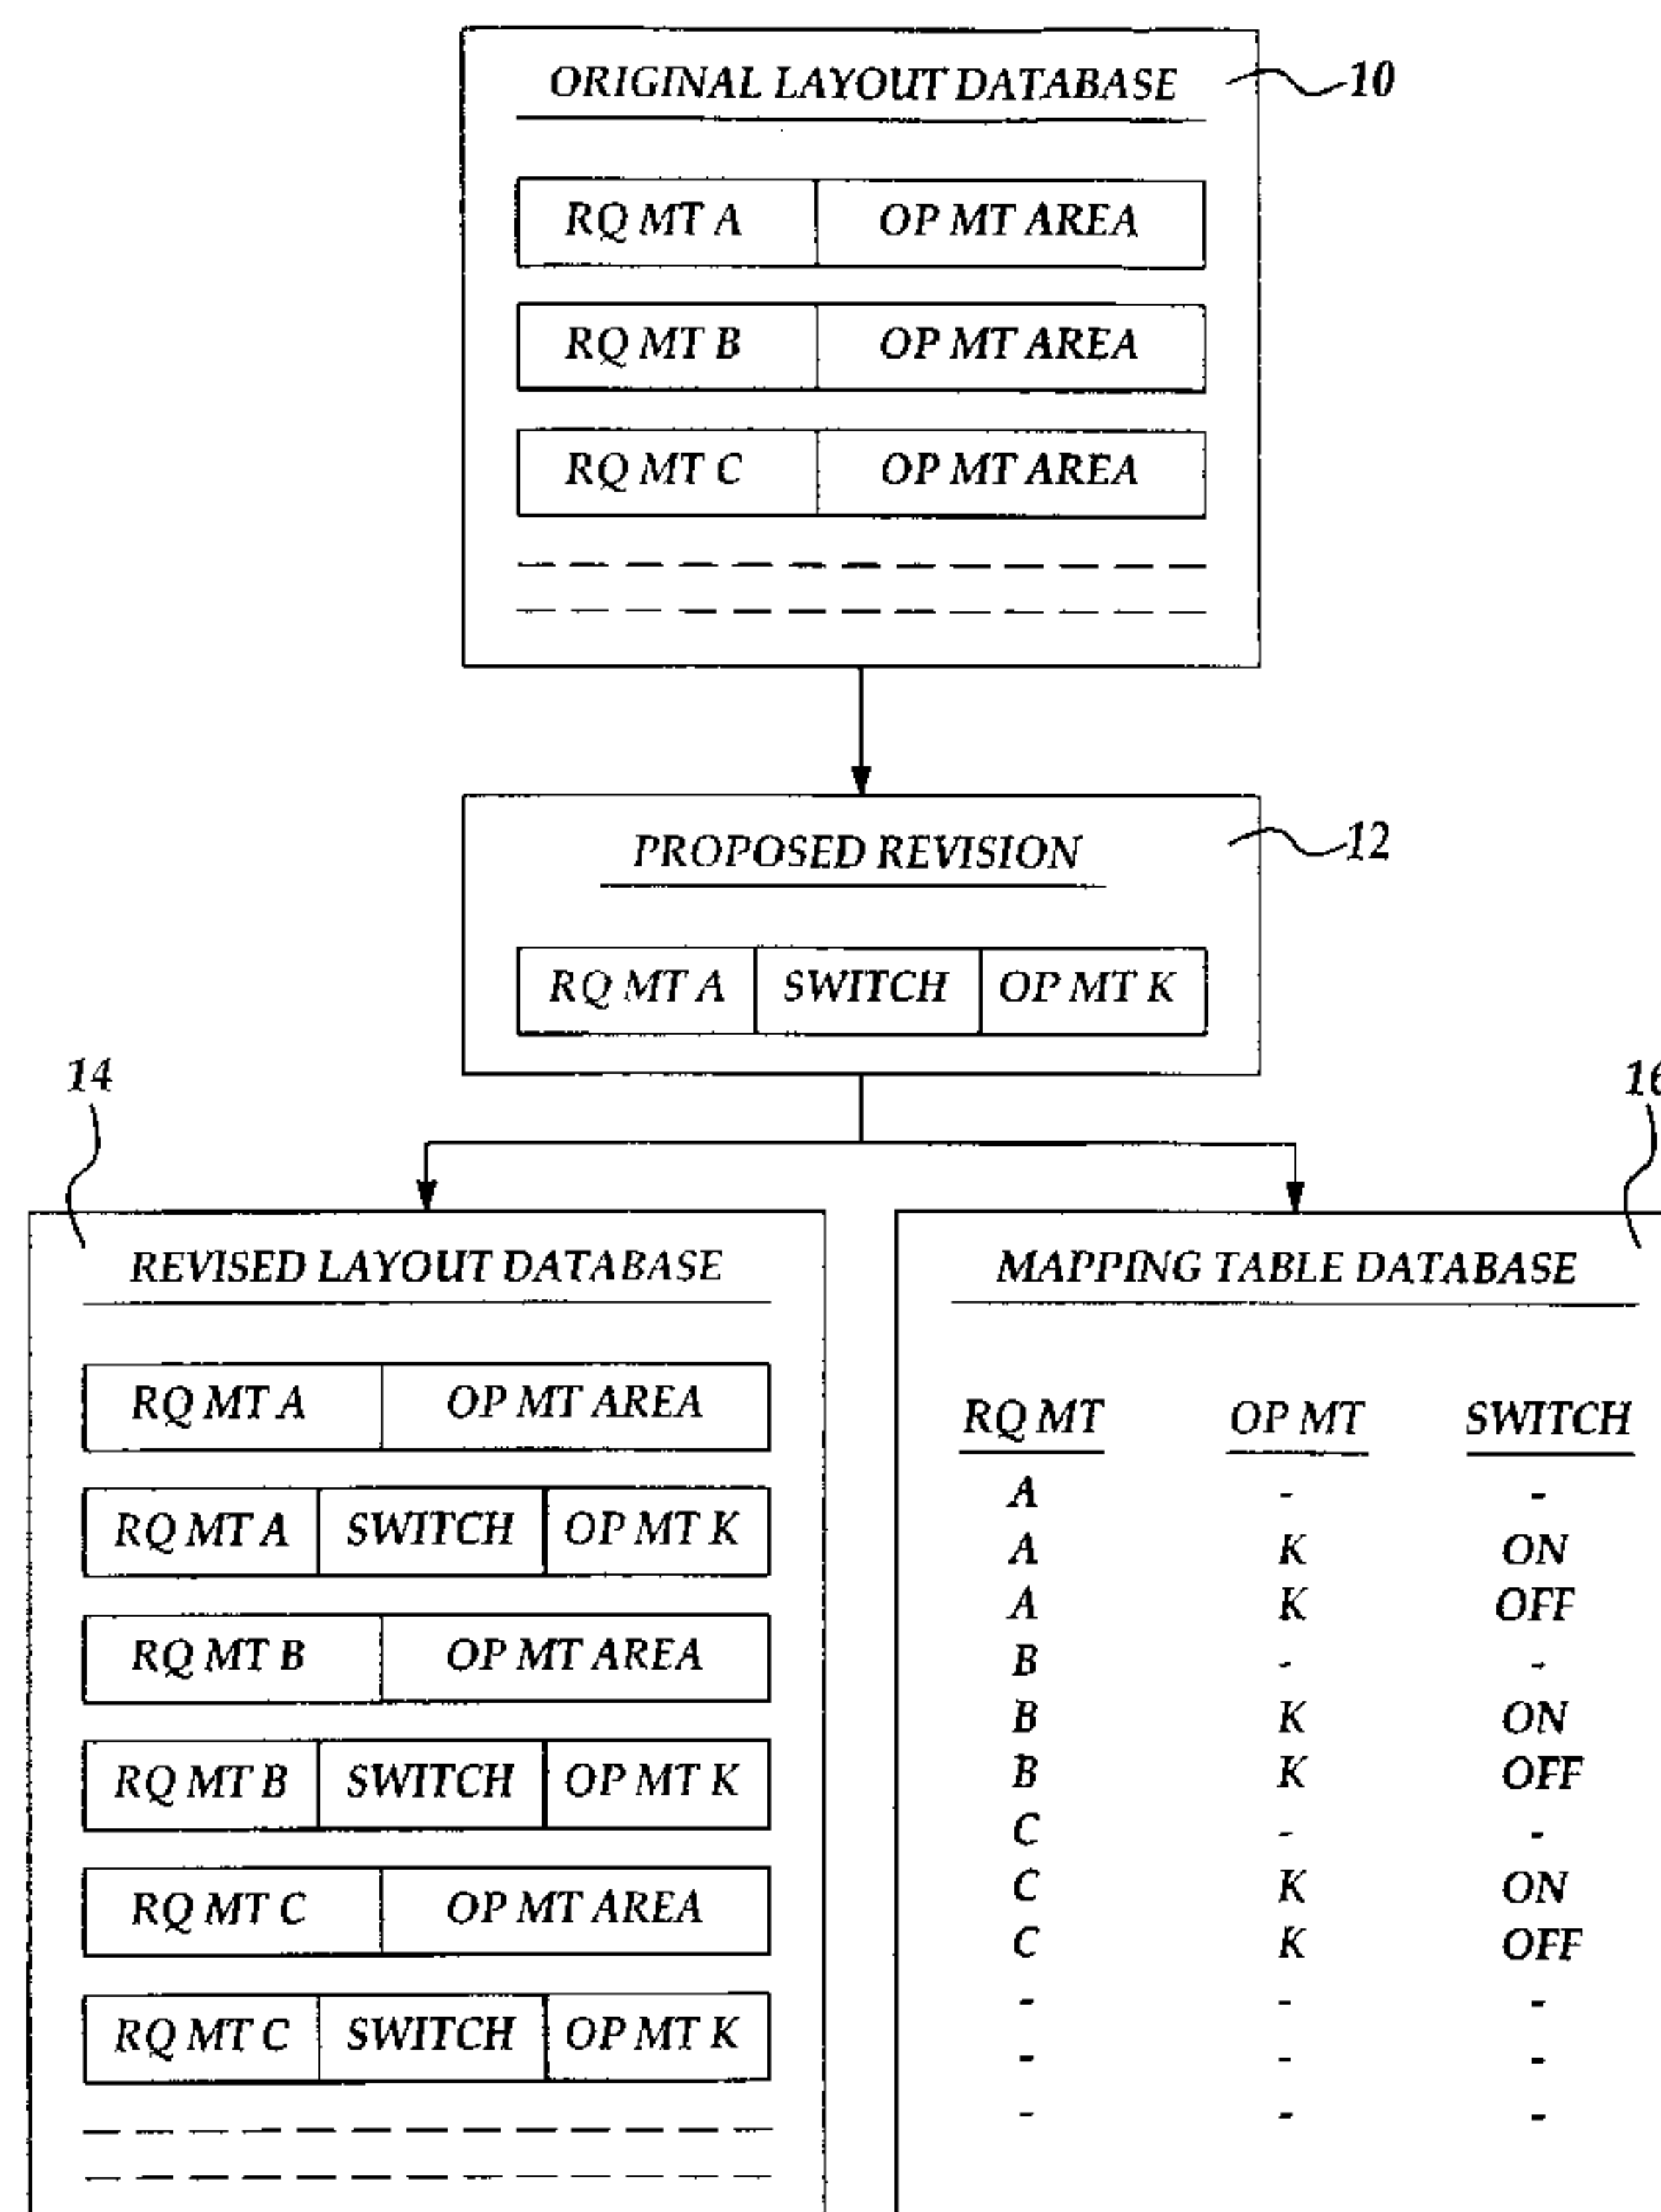 ORIGINAL LAYOUT DATABASE
10
RQ MT A OP MT AREA
RQ MT B OP MT AREA
RQ MT C OP MT AREA
PROPOSED REVISION
12
RQ MT A SWITCH OP MT K
14
16
REVISED LAYOUT DATABASE
RQ MT A OP MT AREA
RQ MT A SWITCH OP MT K
RQ MT B OP MT AREA
RQ MT B SWITCH OP MT K
RQ MT C OP MT AREA
RQ MT C SWITCH OP MT K
MAPPING TABLE DATABASE
RQ MT OP MT SWITCH
A - -
A K ON
A K OFF
B - -
B K ON
B K OFF
C - -
C K ON
C K OFF
- - -
- - -
- - -